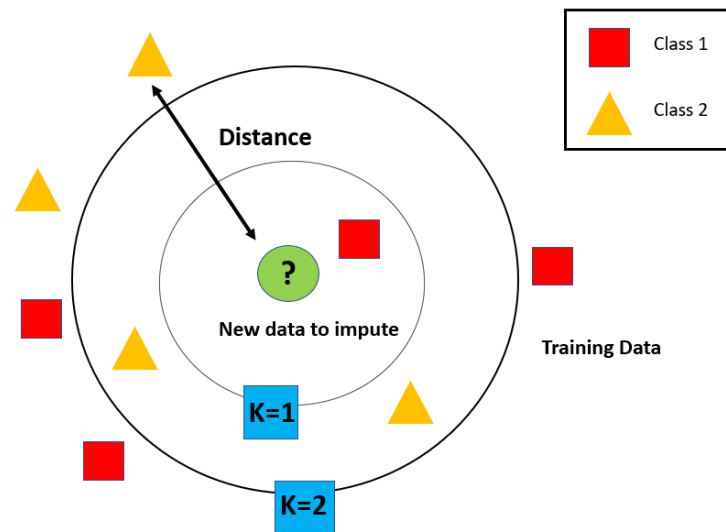 Class 1
Class 2
Distance
?
New data to impute
Training Data
K=1
K=2